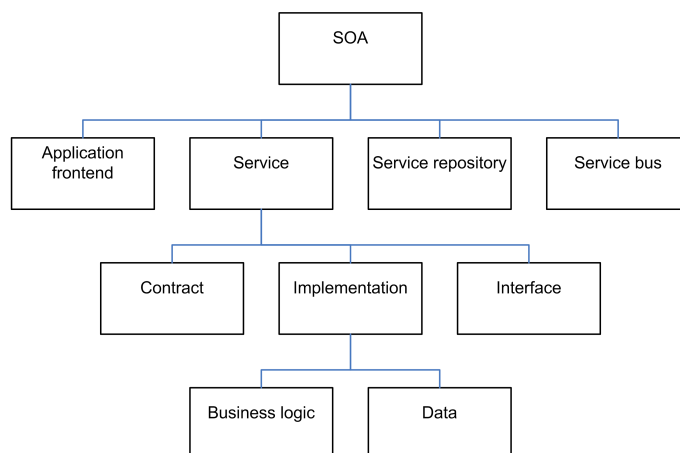 SOA
Application
frontend
Service
Service repository
Service bus
Contract
Implementation
Interface
Business logic
Data